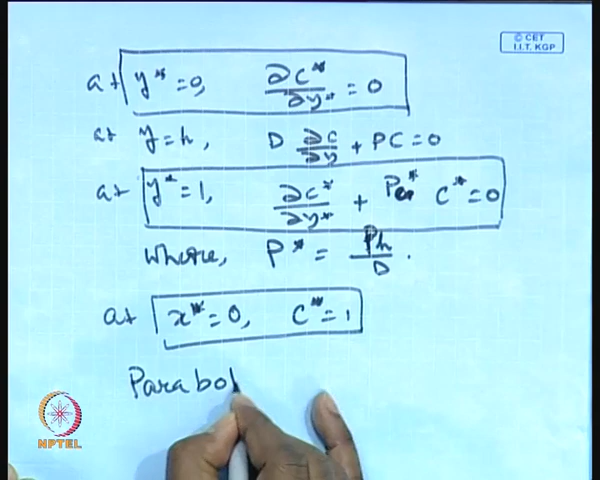 © CET
I.I.T. KGP
at y* = 0, ∂c*/∂y* = 0
at y = h, D ∂c/∂y + PC = 0
at y* = 1, ∂c*/∂y* + P* c* = 0
where, P* = Ph/D.
at x* = 0, c* = 1
Parabol
NPTEL